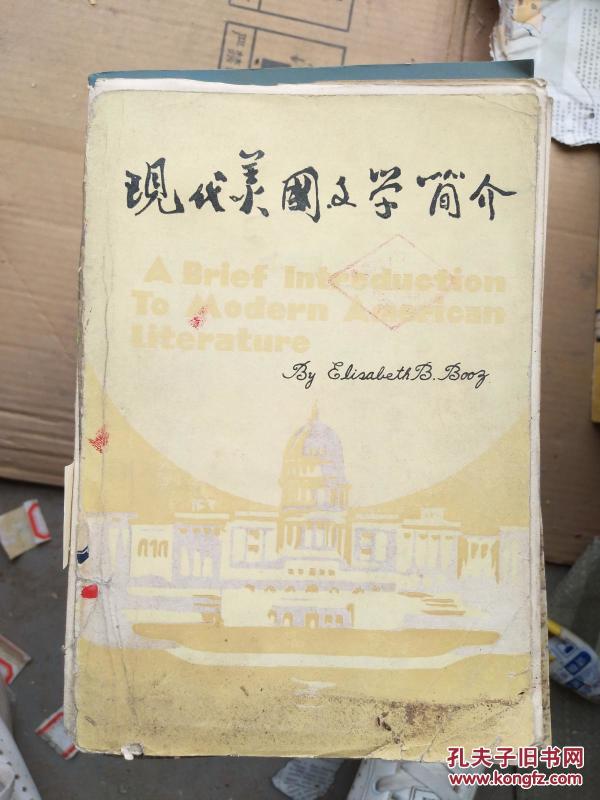 現代美國文学简介
A Brief Introduction
To Modern American
Literature
By Elisabeth B. Booz
孔夫子旧书网
www.kongfz.com